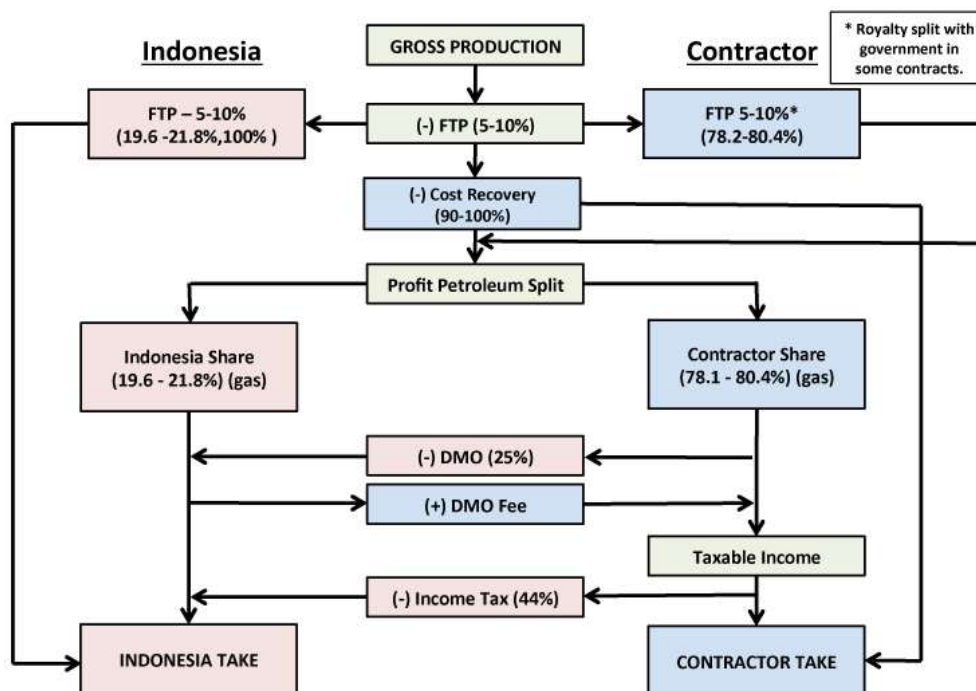 Indonesia
GROSS PRODUCTION
Contractor
* Royalty split with
government in
some contracts.
FTP – 5-10%
(19.6 -21.8%,100% )
(-) FTP (5-10%)
FTP 5-10%*
(78.2-80.4%)
(-) Cost Recovery
(90-100%)
Profit Petroleum Split
Indonesia Share
(19.6 - 21.8%) (gas)
Contractor Share
(78.1 - 80.4%) (gas)
(-) DMO (25%)
(+) DMO Fee
Taxable Income
(-) Income Tax (44%)
INDONESIA TAKE
CONTRACTOR TAKE